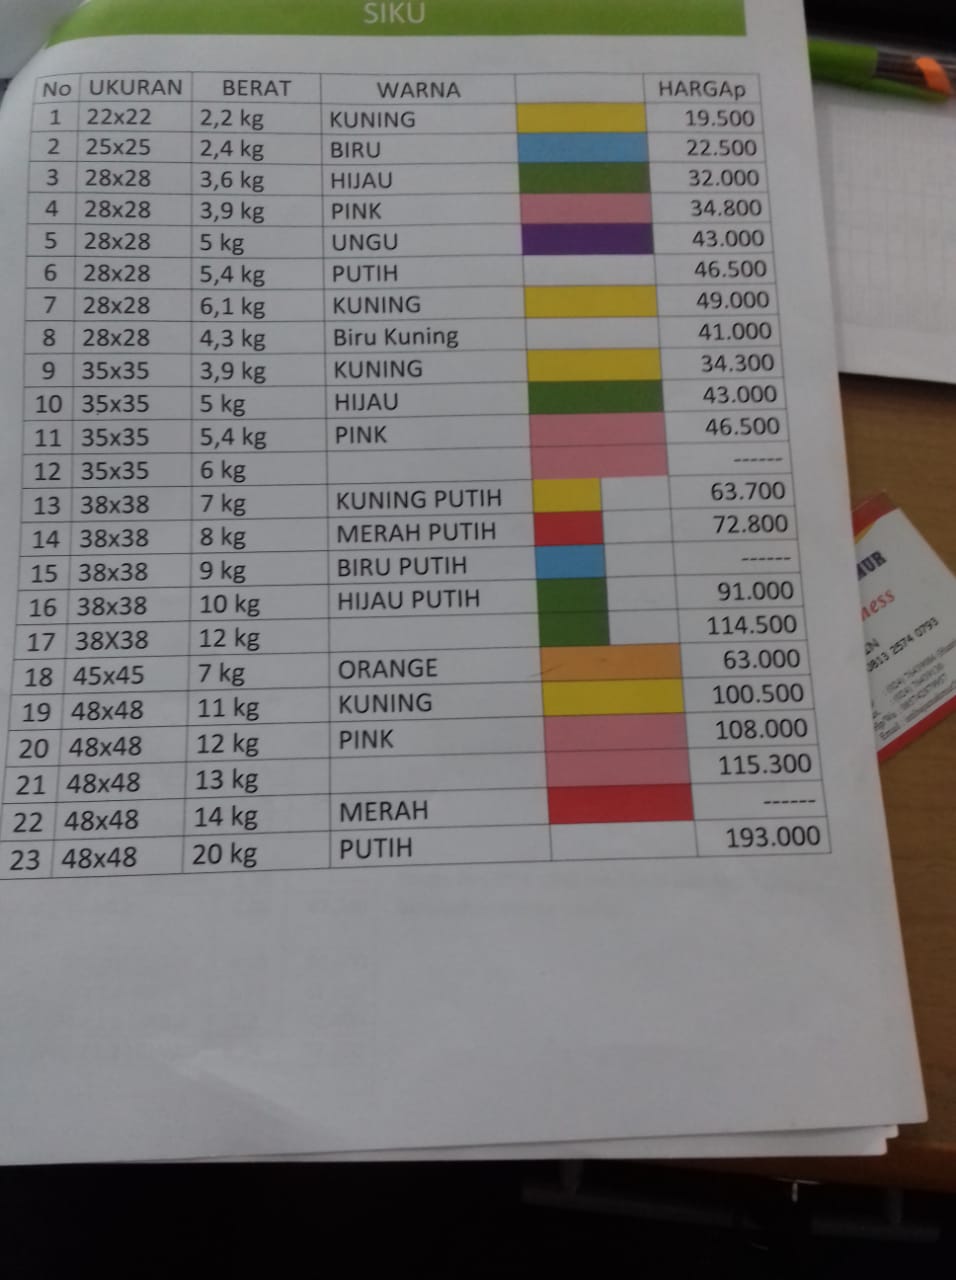 SIKU
No UKURAN BERAT WARNA HARGAp
1 22x22 2,2 kg KUNING 19.500
2 25x25 2,4 kg BIRU 22.500
3 28x28 3,6 kg HIJAU 32.000
4 28x28 3,9 kg PINK 34.800
5 28x28 5 kg UNGU 43.000
6 28x28 5,4 kg PUTIH 46.500
7 28x28 6,1 kg KUNING 49.000
8 28x28 4,3 kg Biru Kuning 41.000
9 35x35 3,9 kg KUNING 34.300
10 35x35 5 kg HIJAU 43.000
11 35x35 5,4 kg PINK 46.500
12 35x35 6 kg ------
13 38x38 7 kg KUNING PUTIH 63.700
14 38x38 8 kg MERAH PUTIH 72.800
15 38x38 9 kg BIRU PUTIH ------
16 38x38 10 kg HIJAU PUTIH 91.000
17 38X38 12 kg 114.500
18 45x45 7 kg ORANGE 63.000
19 48x48 11 kg KUNING 100.500
20 48x48 12 kg PINK 108.000
21 48x48 13 kg 115.300
22 48x48 14 kg MERAH ------
23 48x48 20 kg PUTIH 193.000
0813 2574 0793
Email